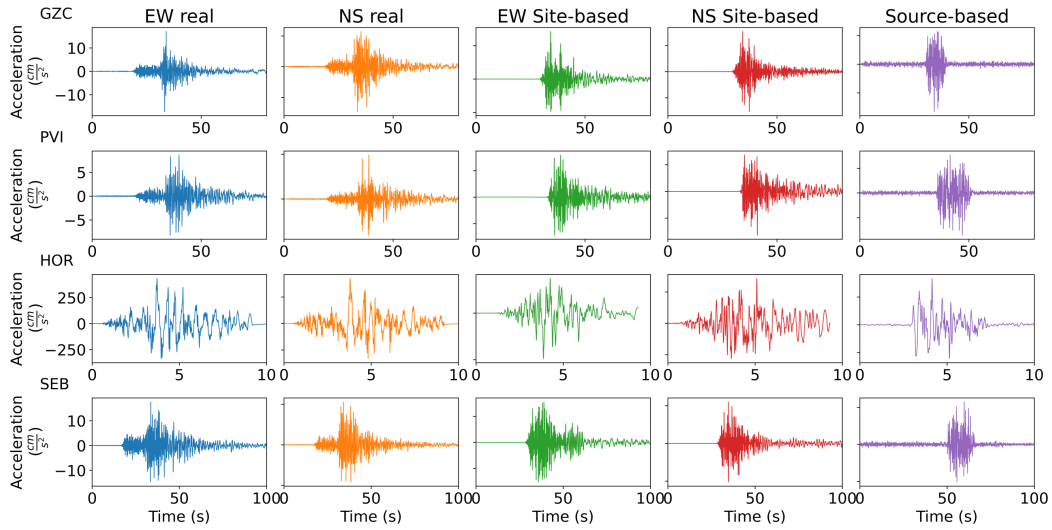 GZC
EW real NS real EW Site-based NS Site-based Source-based
Acceleration (cm/s²)
10
0
−10
0 50 0 50 0 50 0 50 0 50
PVI
Acceleration (cm/s²)
5
0
−5
0 50 0 50 0 50 0 50 0 50
HOR
Acceleration (cm/s²)
250
0
−250
0 5 10 0 5 10 0 5 10 0 5 10 0 5 10
SEB
Acceleration (cm/s²)
10
0
−10
0 50 100 0 50 100 0 50 100 0 50 100 0 50 100
Time (s) Time (s) Time (s) Time (s) Time (s)